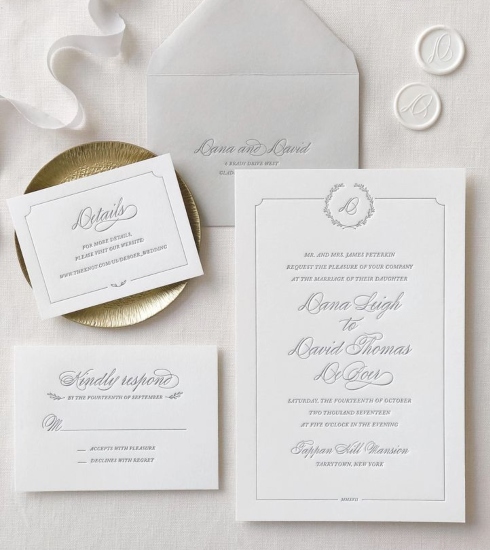 Dana and David
Details
FOR MORE DETAILS,
PLEASE VISIT OUR WEBSITE:
Kindly respond
BY THE FOURTEENTH OF SEPTEMBER
M
ACCEPTS WITH PLEASURE
DECLINES WITH REGRET
D
MR. AND MRS. JAMES PETERKIN
REQUEST THE PLEASURE OF YOUR COMPANY
AT THE MARRIAGE OF THEIR DAUGHTER
Dana Leigh
to
David Thomas
De Boer
SATURDAY, THE FOURTEENTH OF OCTOBER
TWO THOUSAND SEVENTEEN
AT FIVE O'CLOCK IN THE EVENING
Tappan Hill Mansion
TARRYTOWN, NEW YORK